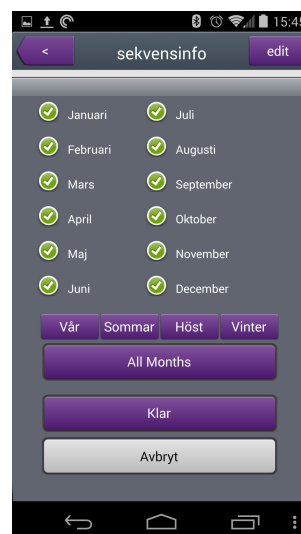 15:45
< sekvensinfo edit
Januari Juli
Februari Augusti
Mars September
April Oktober
Maj November
Juni December
Vår Sommar Höst Vinter
All Months
Klar
Avbryt